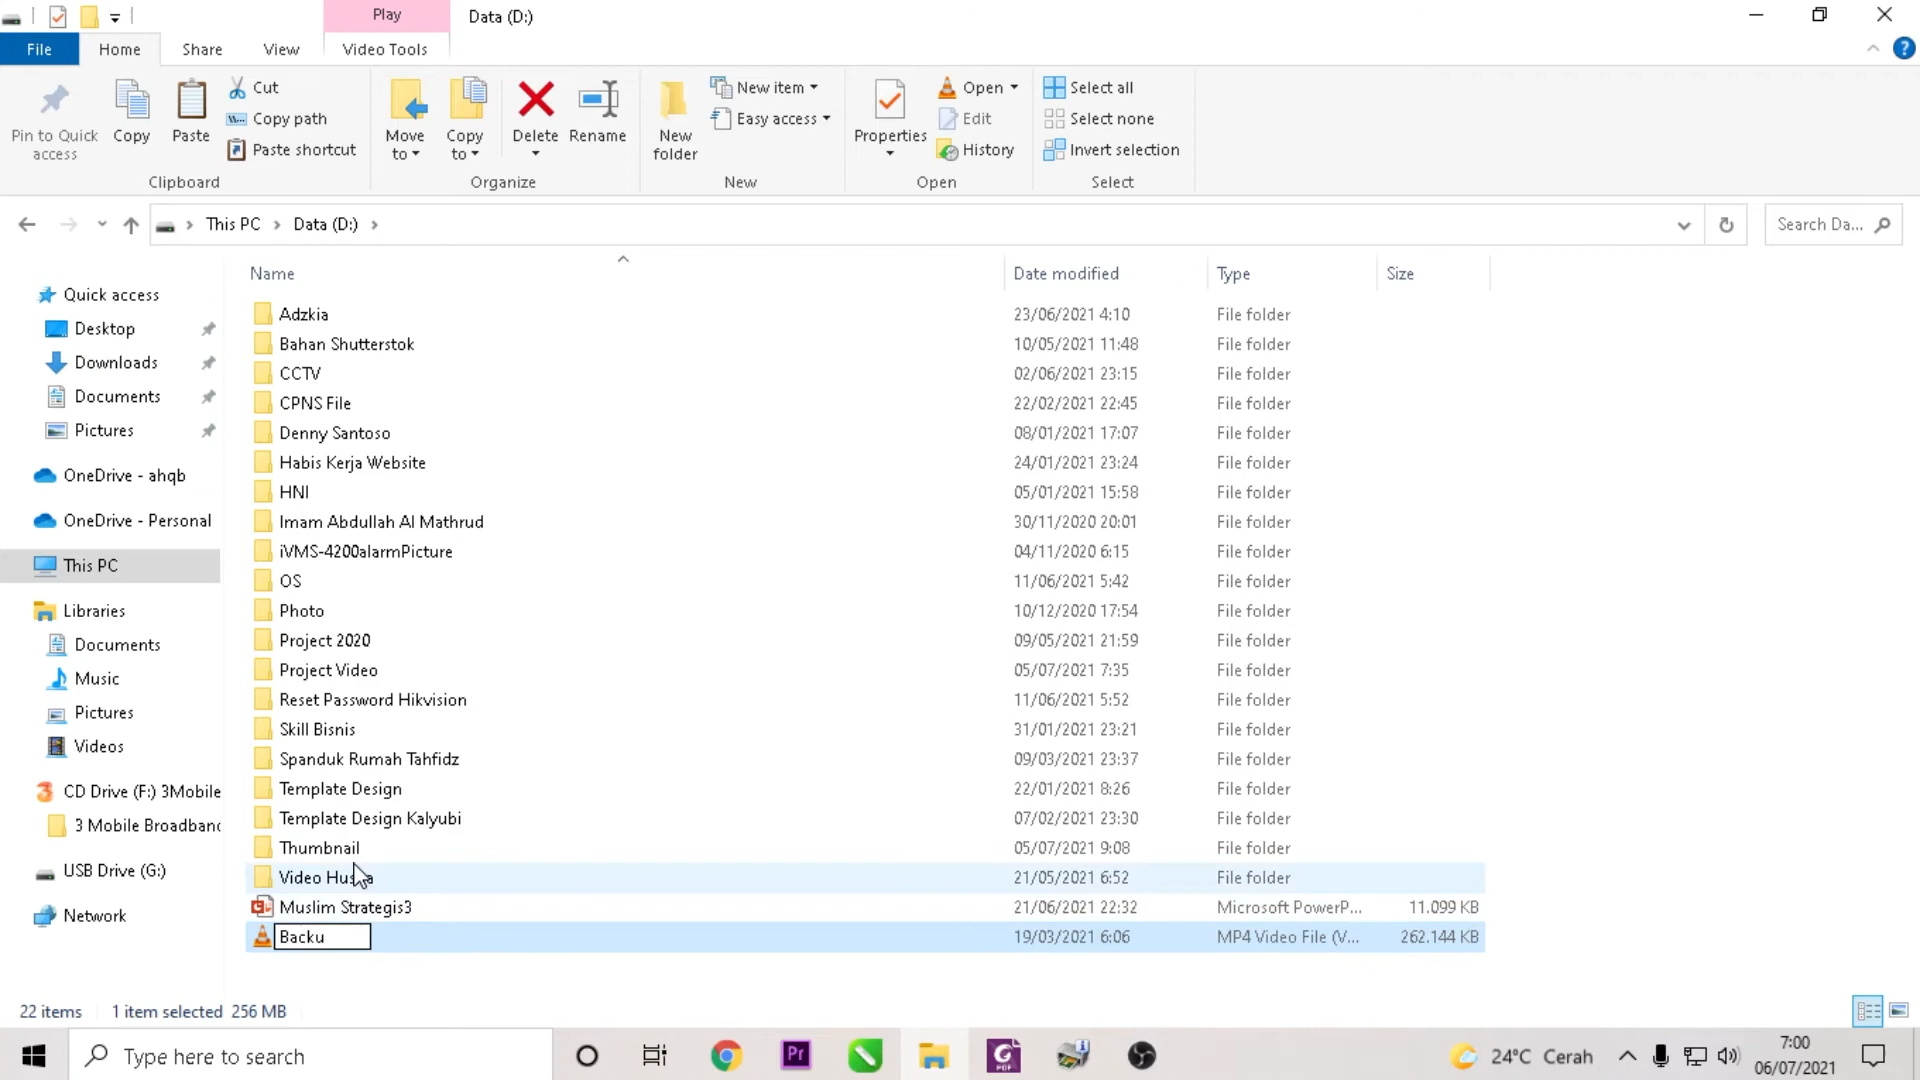 Play
Data (D:)
File
Home
Share
View
Video Tools
Pin to Quick access
Copy
Paste
Cut
Copy path
Paste shortcut
Clipboard
Move to
Copy to
Delete
Rename
Organize
New folder
New item
Easy access
New
Properties
Open
Edit
History
Open
Select all
Select none
Invert selection
Select
This PC > Data (D:) >
Search Da...
Name Date modified Type Size
Quick access
Desktop
Downloads
Documents
Pictures
OneDrive - ahqb
OneDrive - Personal
This PC
Libraries
Documents
Music
Pictures
Videos
CD Drive (F:) 3Mobile
3 Mobile Broadban
USB Drive (G:)
Network
Adzkia 23/06/2021 4:10 File folder
Bahan Shutterstok 10/05/2021 11:48 File folder
CCTV 02/06/2021 23:15 File folder
CPNS File 22/02/2021 22:45 File folder
Denny Santoso 08/01/2021 17:07 File folder
Habis Kerja Website 24/01/2021 23:24 File folder
HNI 05/01/2021 15:58 File folder
Imam Abdullah Al Mathrud 30/11/2020 20:01 File folder
iVMS-4200alarmPicture 04/11/2020 6:15 File folder
OS 11/06/2021 5:42 File folder
Photo 10/12/2020 17:54 File folder
Project 2020 09/05/2021 21:59 File folder
Project Video 05/07/2021 7:35 File folder
Reset Password Hikvision 11/06/2021 5:52 File folder
Skill Bisnis 31/01/2021 23:21 File folder
Spanduk Rumah Tahfidz 09/03/2021 23:37 File folder
Template Design 22/01/2021 8:26 File folder
Template Design Kalyubi 07/02/2021 23:30 File folder
Thumbnail 05/07/2021 9:08 File folder
Video 21/05/2021 6:52 File folder
Muslim Strategis3 21/06/2021 22:32 Microsoft PowerP... 11.099 KB
Backu 19/03/2021 6:06 MP4 Video File (V... 262.144 KB
22 items 1 item selected 256 MB
Type here to search
Pr
24°C Cerah
7:00
06/07/2021